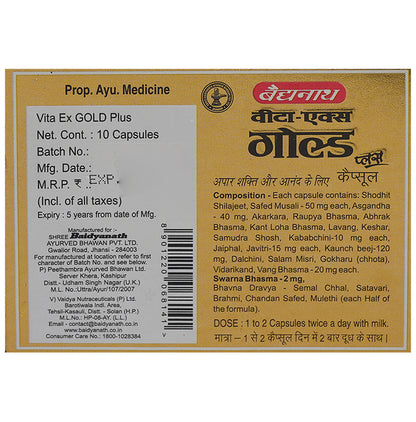 Prop. Ayu. Medicine
Vita Ex GOLD Plus
Net. Cont. : 10 Capsules
Batch No.:
Mfg. Date.:
M.R.P. ₹ EXP.
(Incl. of all taxes)
Expiry : 5 years from date of Mfg.
Manufactured for :-
SHREE Baidyanath
AYURVED BHAWAN PVT. LTD.
Gwalior Road, Jhansi - 284003
For manufactured at location refer to first
character of Batch No. and see below:
P) Peethambra Ayurved Bhawan Ltd.
Server Khera, Kashipur
Distt.- Udham Singh Nagar (U.K.)
M.L. No./Uttra/Ayur/107/2007
V) Vaidya Nutraceuticals (P) Ltd.
Barotiwala Indl. Area,
Tehsil-Kasauli, Distt. - Solan (H.P.)
M.L.No.: HP-06-AY. (L.L.)
E-mail.: contact@baidyanath.co.in
www.baidyanath.co.in
Consumer Care No.: 1800-1028384
8901220068141
बैद्यनाथ
वीटा-एक्स
गोल्ड
प्लस
अपार शक्ति और आनंद के लिए कैप्सूल
Composition - Each capsule contains: Shodhit
Shilajeet, Safed Musali - 50 mg each, Asgandha
- 40 mg, Akarkara, Raupya Bhasma, Abhrak
Bhasma, Kant Loha Bhasma, Lavang, Keshar,
Samudra Shosh, Kababchini-10 mg each,
Jaiphal, Javitri-15 mg each, Kounch beej-120
mg, Dalchini, Salam Misri, Gokharu (chhota),
Vidarikand, Vang Bhasma - 20 mg each.
Swarna Bhasma - 2 mg,
Bhavna Dravya - Semal Chhal, Satavari,
Brahmi, Chandan Safed, Mulethi (each Half of
the formula).
DOSE : 1 to 2 Capsules twice a day with milk.
मात्रा – 1 से 2 कैप्सूल दिन में 2 बार दूध के साथ।